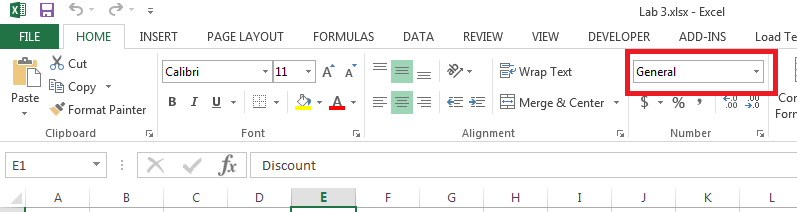 Lab 3.xlsx - Excel
FILE HOME INSERT PAGE LAYOUT FORMULAS DATA REVIEW VIEW DEVELOPER ADD-INS Load Te
Cut
Copy
Format Painter
Paste
Clipboard
Calibri 11 A A
B I U A
Font
Wrap Text
Merge & Center
Alignment
General
$ % , ←.0 .00 .00 →.0
Number
Co
Form
E1 fx Discount
A B C D E F G H I J K L